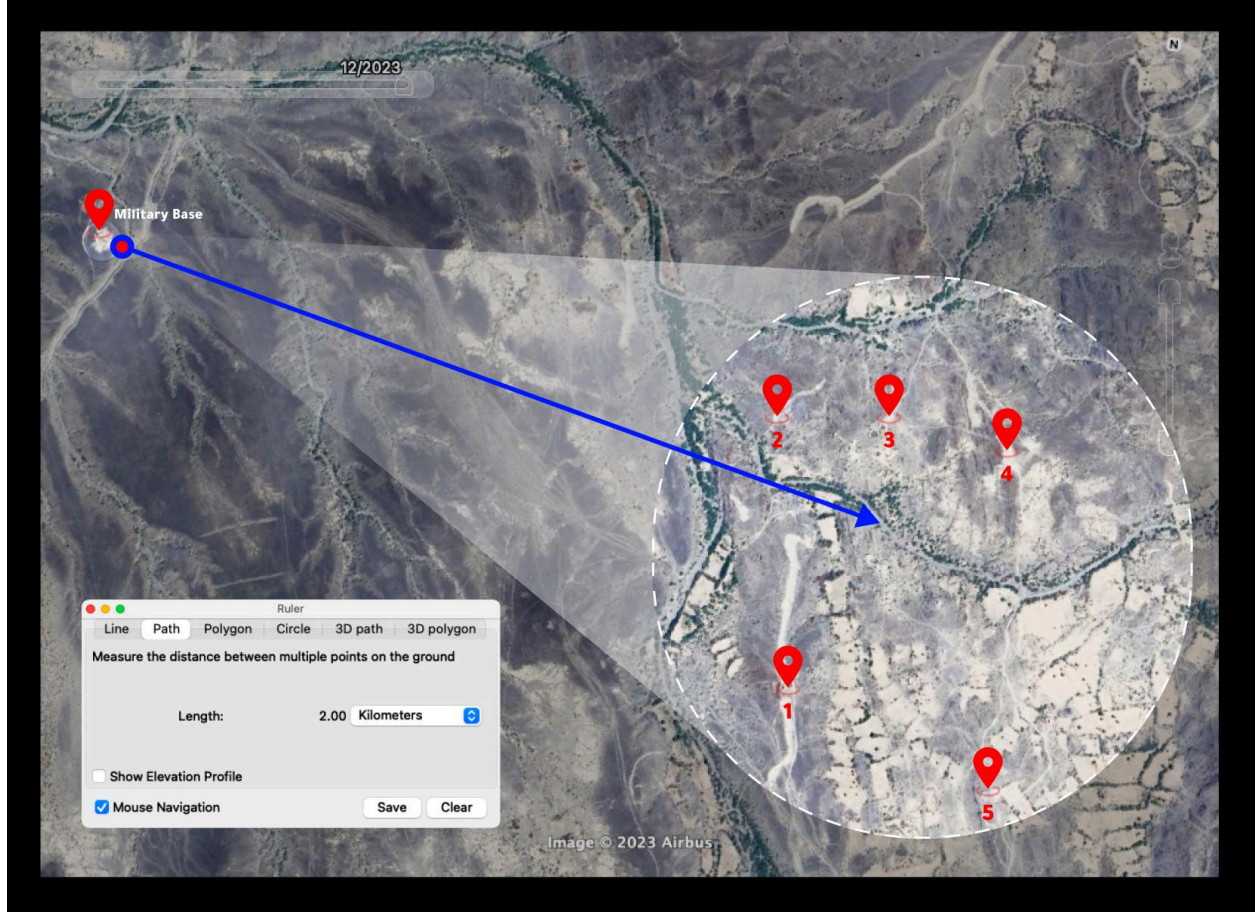 12/2023
N
Military Base
2
3
4
1
5
Ruler
Line Path Polygon Circle 3D path 3D polygon
Measure the distance between multiple points on the ground
Length: 2.00 Kilometers
Show Elevation Profile
Mouse Navigation Save Clear
Image © 2023 Airbus